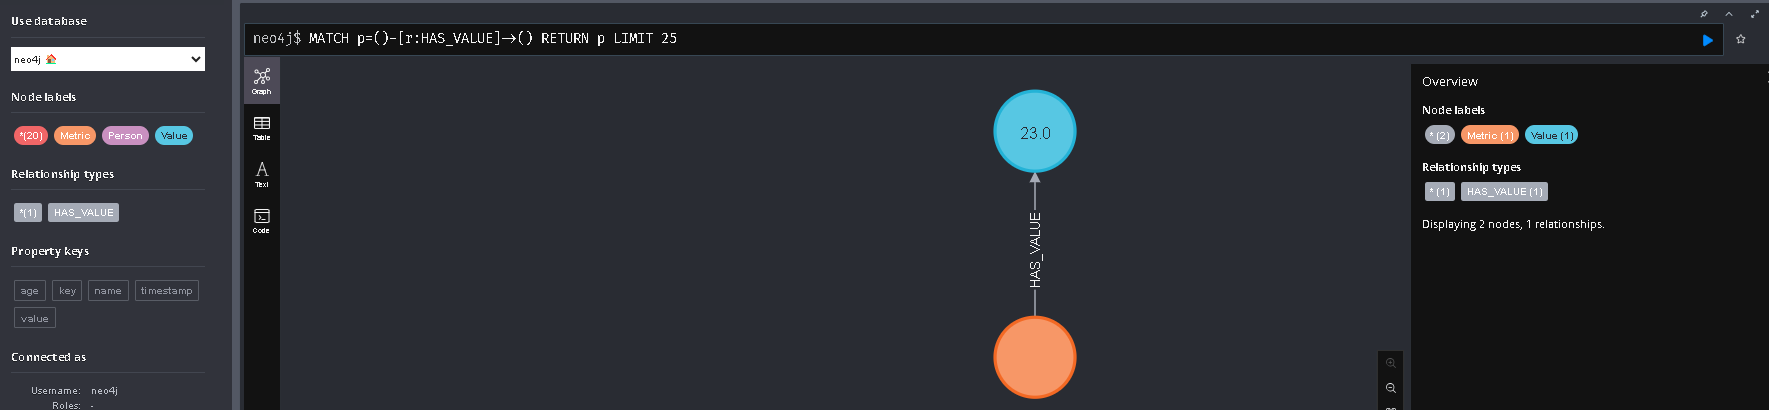 Use database
neo4j
Node labels
*(20) Metric Person Value
Relationship types
*(1) HAS_VALUE
Property keys
age key name timestamp
value
Connected as
Username: neo4j
Roles: -
neo4j$ MATCH p=()-[r:HAS_VALUE]→() RETURN p LIMIT 25
Graph
Table
Text
Code
23.0
HAS_VALUE
Overview
Node labels
* (2) Metric (1) Value (1)
Relationship types
* (1) HAS_VALUE (1)
Displaying 2 nodes, 1 relationships.